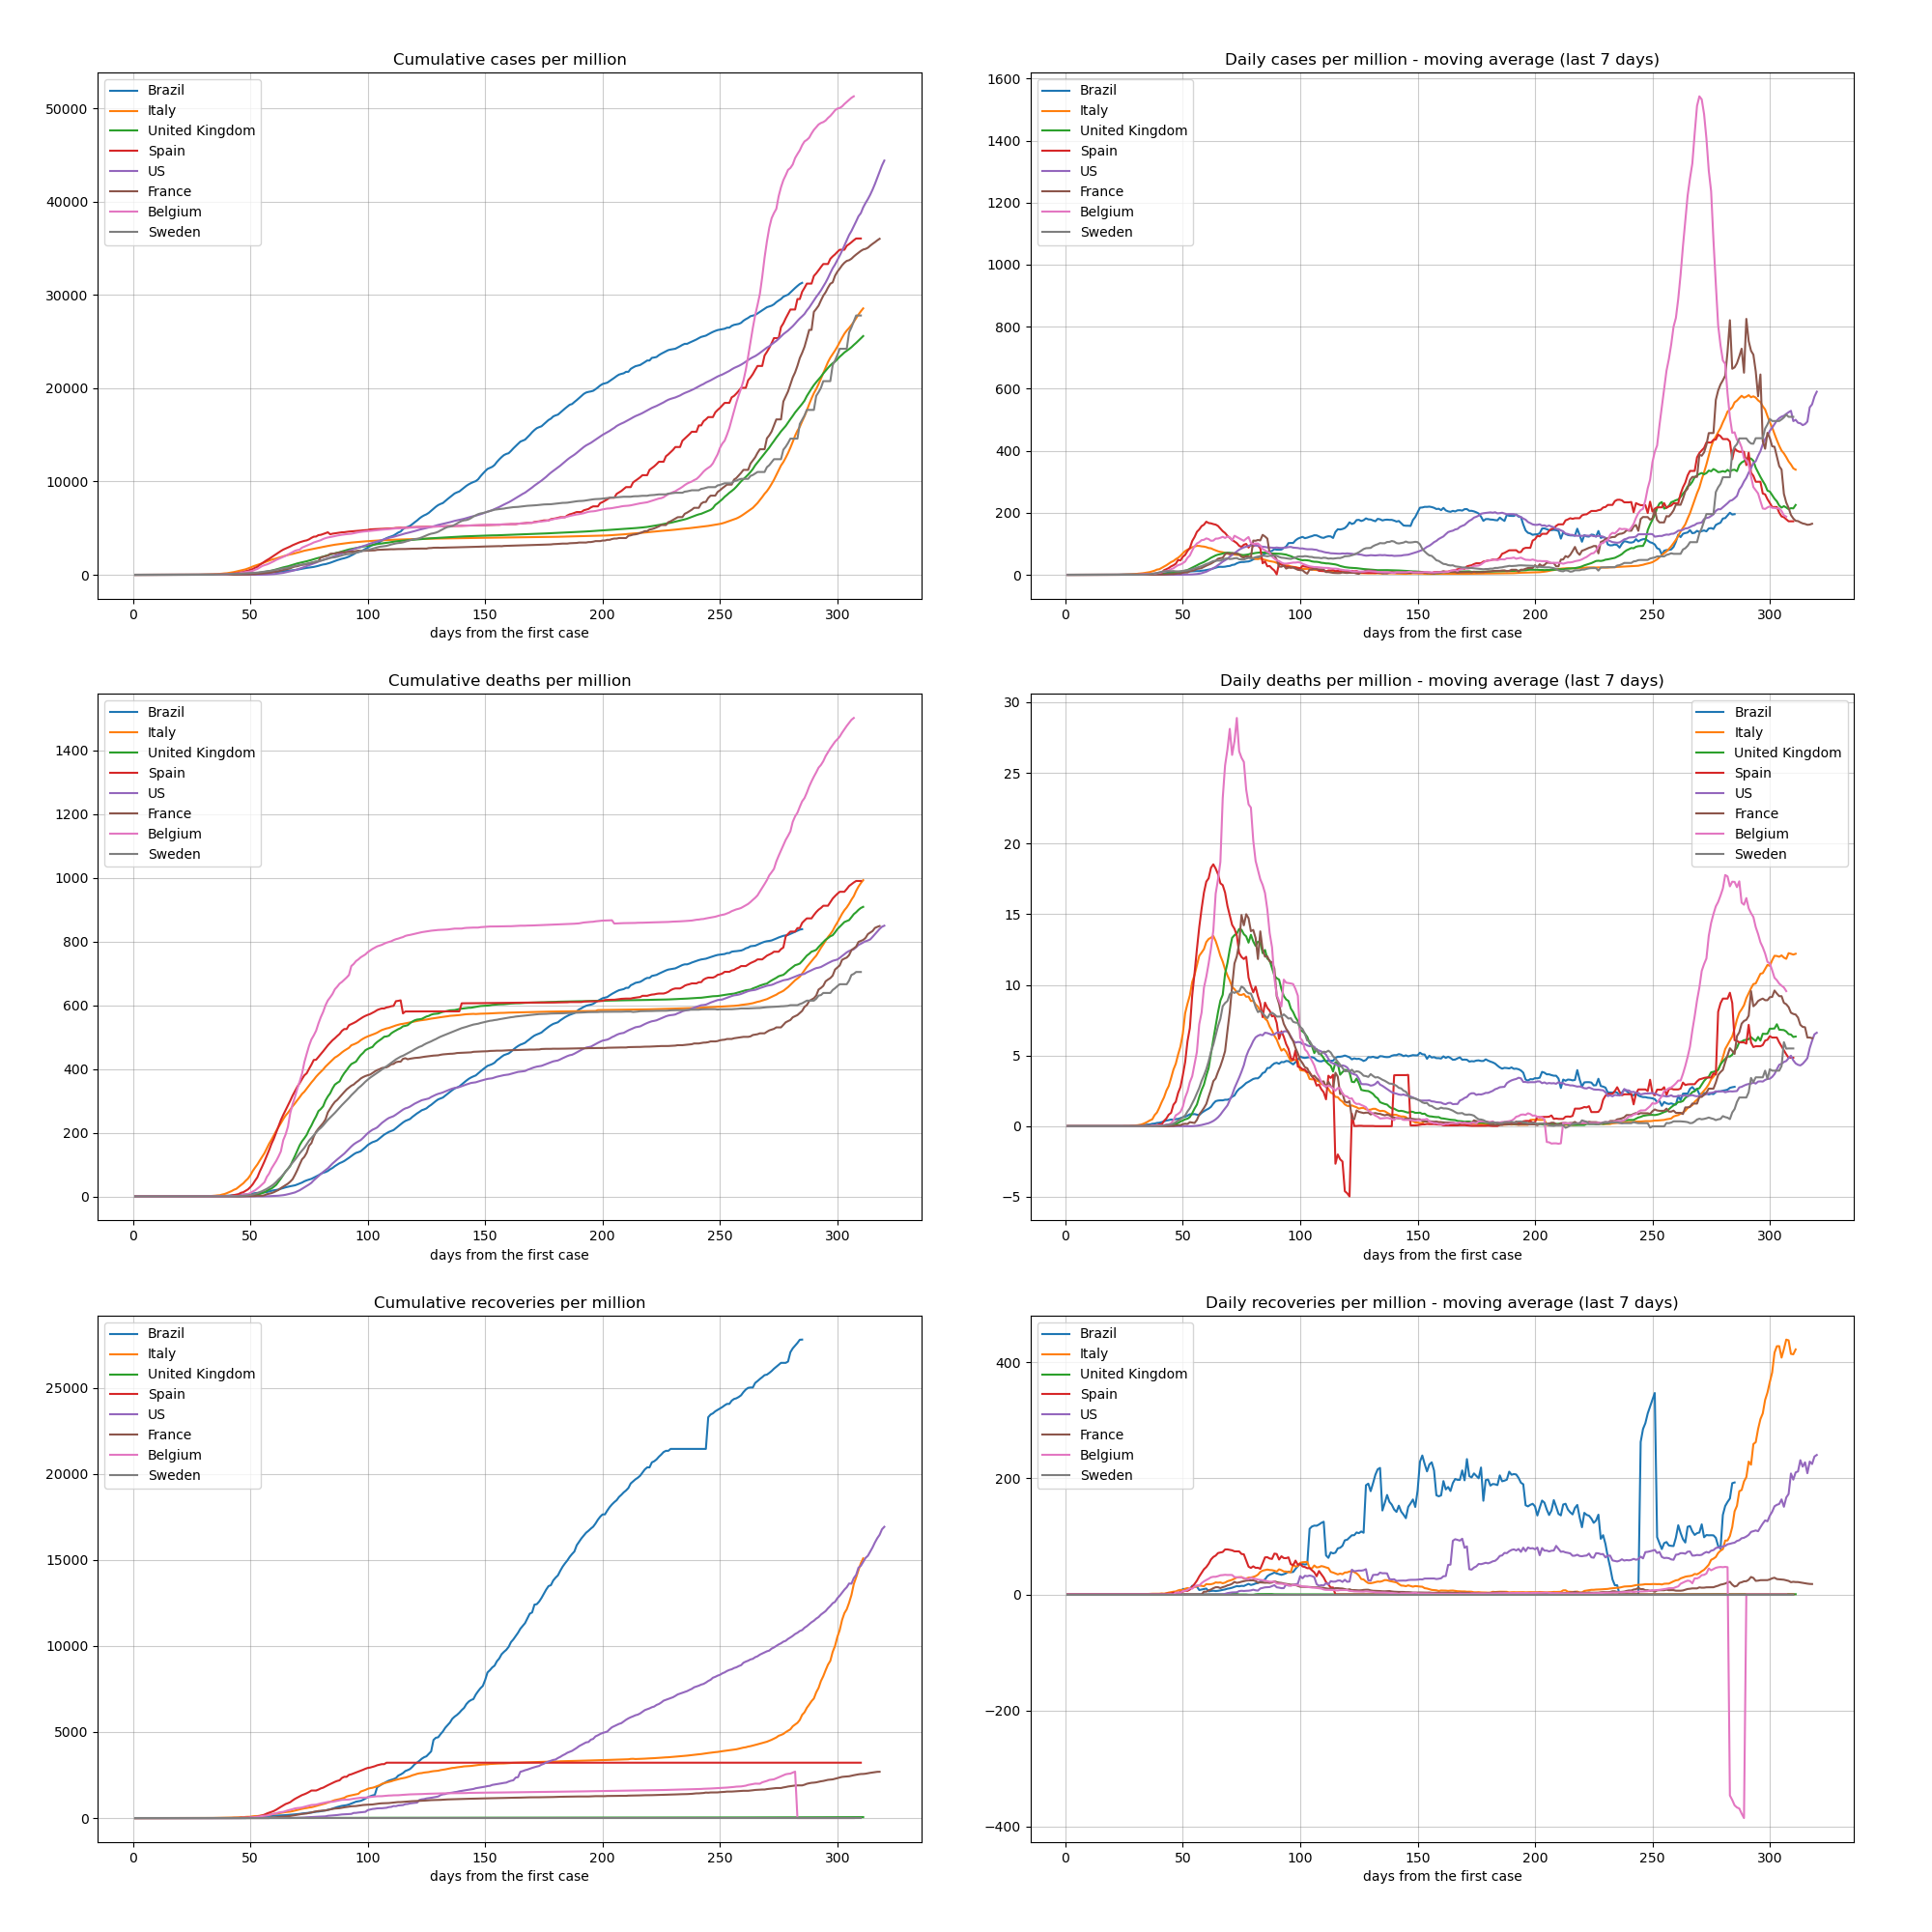 Cumulative cases per million
50000
40000
30000
20000
10000
0
Brazil
Italy
United Kingdom
Spain
US
France
Belgium
Sweden
0 50 100 150 200 250 300
days from the first case
Daily cases per million - moving average (last 7 days)
1600
1400
1200
1000
800
600
400
200
0
Brazil
Italy
United Kingdom
Spain
US
France
Belgium
Sweden
0 50 100 150 200 250 300
days from the first case
Cumulative deaths per million
1400
1200
1000
800
600
400
200
0
Brazil
Italy
United Kingdom
Spain
US
France
Belgium
Sweden
0 50 100 150 200 250 300
days from the first case
Daily deaths per million - moving average (last 7 days)
30
25
20
15
10
5
0
−5
Brazil
Italy
United Kingdom
Spain
US
France
Belgium
Sweden
0 50 100 150 200 250 300
days from the first case
Cumulative recoveries per million
25000
20000
15000
10000
5000
0
Brazil
Italy
United Kingdom
Spain
US
France
Belgium
Sweden
0 50 100 150 200 250 300
days from the first case
Daily recoveries per million - moving average (last 7 days)
400
200
0
−200
−400
Brazil
Italy
United Kingdom
Spain
US
France
Belgium
Sweden
0 50 100 150 200 250 300
days from the first case